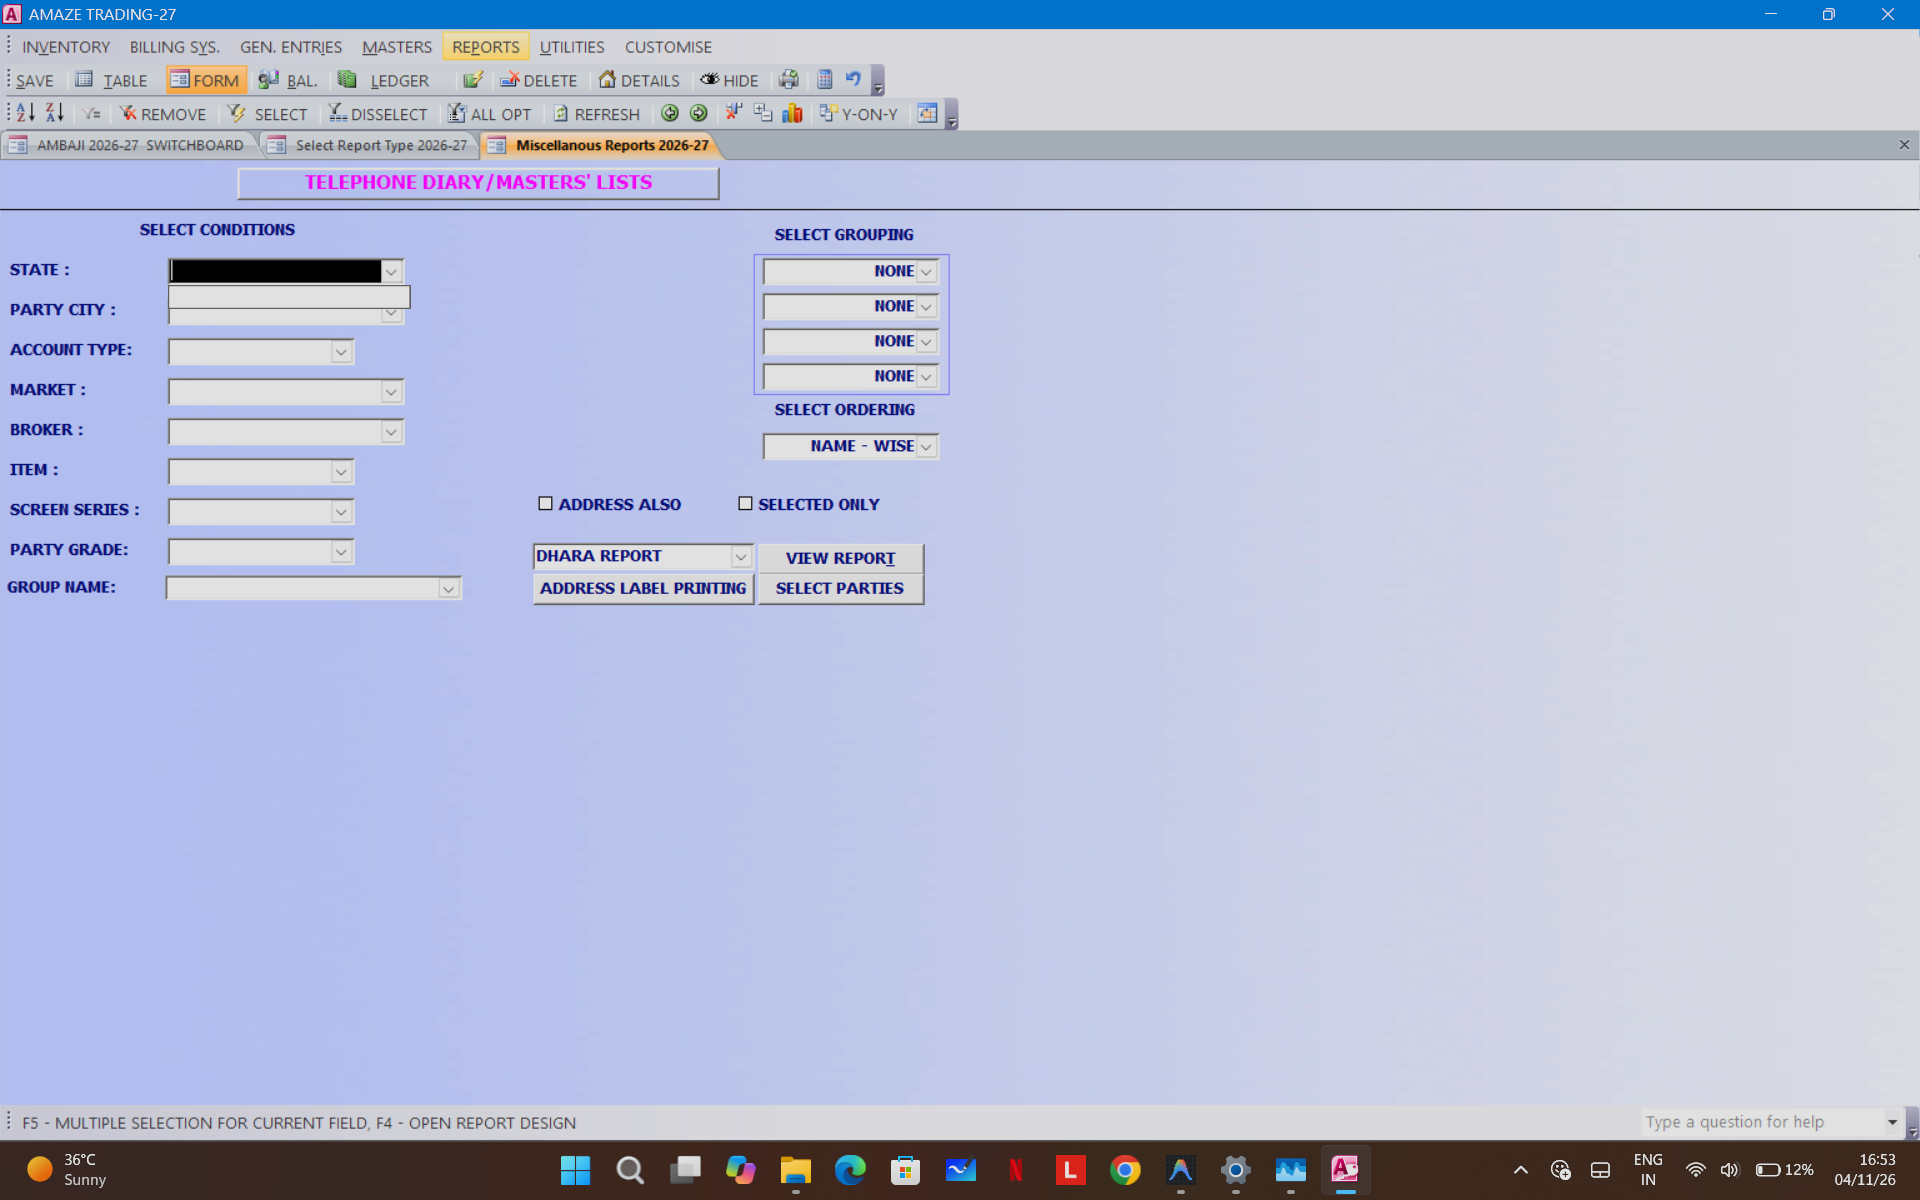 AMAZE TRADING-27
INVENTORY BILLING SYS. GEN. ENTRIES MASTERS REPORTS UTILITIES CUSTOMISE
SAVE TABLE FORM BAL. LEDGER DELETE DETAILS HIDE
REMOVE SELECT DISSELECT ALL OPT REFRESH Y-ON-Y
AMBAJI 2026-27 SWITCHBOARD Select Report Type 2026-27 Miscellanous Reports 2026-27
TELEPHONE DIARY/MASTERS' LISTS
SELECT CONDITIONS
STATE :
PARTY CITY :
ACCOUNT TYPE:
MARKET :
BROKER :
ITEM :
SCREEN SERIES :
PARTY GRADE:
GROUP NAME:
SELECT GROUPING
NONE
NONE
NONE
NONE
SELECT ORDERING
NAME - WISE
ADDRESS ALSO SELECTED ONLY
DHARA REPORT VIEW REPORT
ADDRESS LABEL PRINTING SELECT PARTIES
F5 - MULTIPLE SELECTION FOR CURRENT FIELD, F4 - OPEN REPORT DESIGN
Type a question for help
36°C
Sunny
ENG
IN
12%
16:53
04/11/26